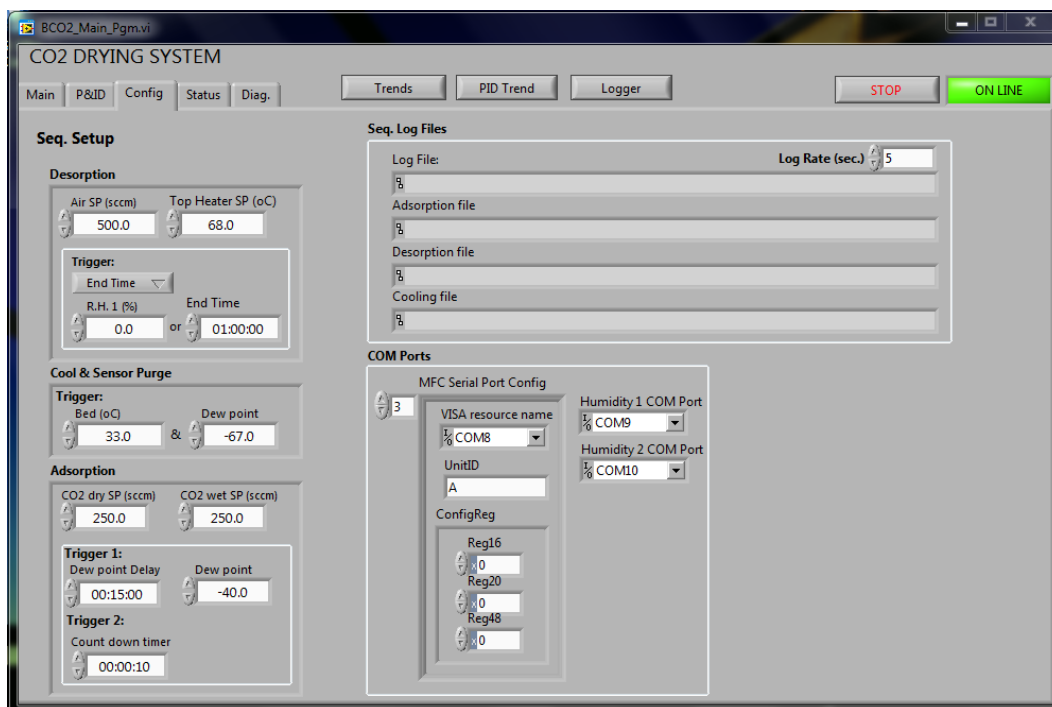 BCO2_Main_Pgm.vi
CO2 DRYING SYSTEM
Main P&ID Config Status Diag. Trends PID Trend Logger STOP ON LINE
Seq. Setup
Desorption
Air SP (sccm) Top Heater SP (oC)
500.0 68.0
Trigger:
End Time
R.H. 1 (%) End Time
0.0 or 01:00:00
Cool & Sensor Purge
Trigger:
Bed (oC) Dew point
33.0 & -67.0
Adsorption
CO2 dry SP (sccm) CO2 wet SP (sccm)
250.0 250.0
Trigger 1:
Dew point Delay Dew point
00:15:00 -40.0
Trigger 2:
Count down timer
00:00:10
Seq. Log Files
Log File: Log Rate (sec.) 5
Adsorption file
Desorption file
Cooling file
COM Ports
MFC Serial Port Config
3
VISA resource name
COM8
UnitID
A
ConfigReg
Reg16
x0
Reg20
x0
Reg48
x0
Humidity 1 COM Port
COM9
Humidity 2 COM Port
COM10